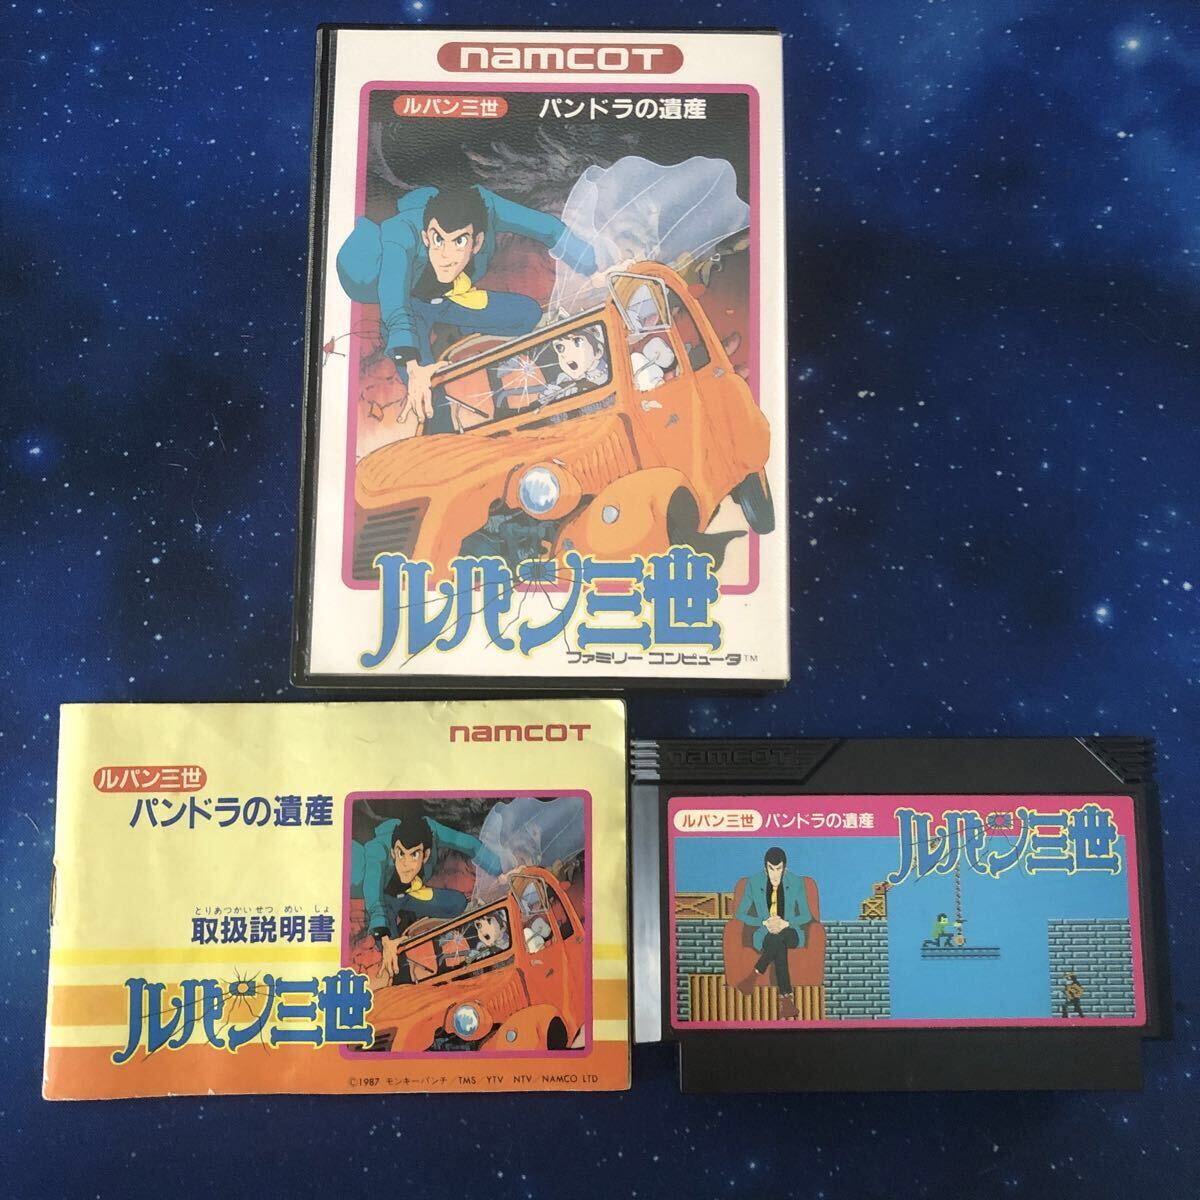 namcot
ルパン三世 パンドラの遺産
ルパン三世
ファミリー コンピュータ™
namcot
ルパン三世
パンドラの遺産
とりあつかいせつ めい しょ
取扱説明書
ルパン三世
©1987 モンキーパンチ／TMS／YTV NTV／NAMCO LTD
namcot
ルパン三世 パンドラの遺産
ルパン三世